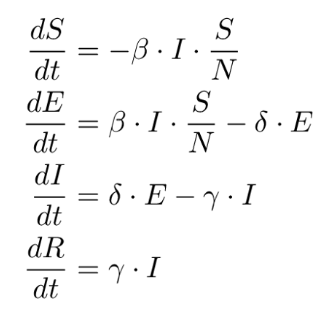 dS/dt = −β · I · S/N
dE/dt = β · I · S/N − δ · E
dI/dt = δ · E − γ · I
dR/dt = γ · I